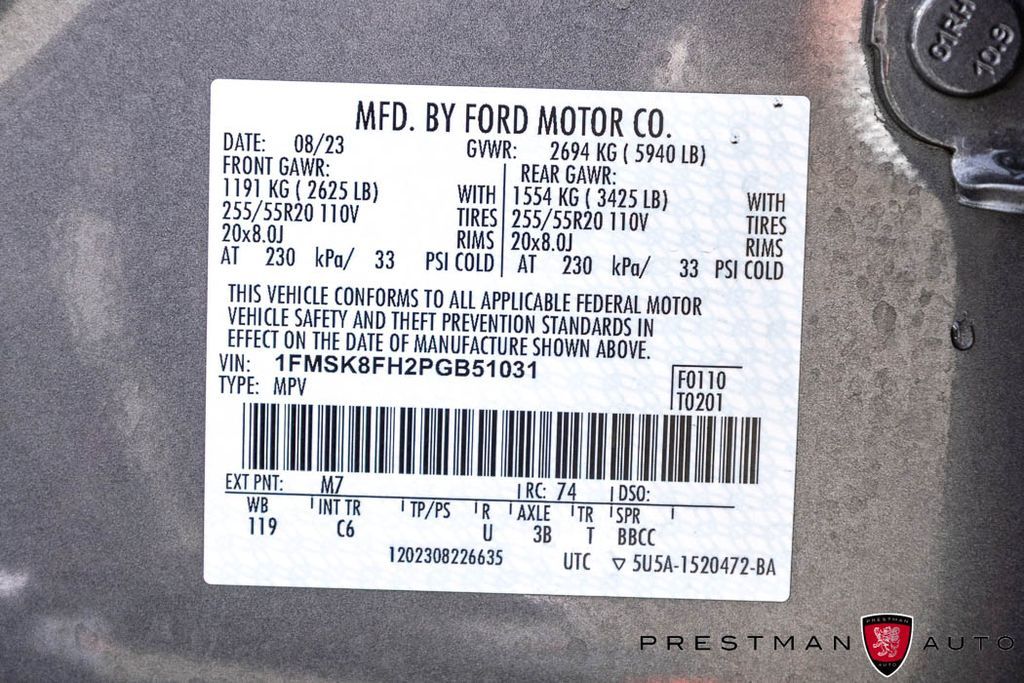 01RH
10.9
MFD. BY FORD MOTOR CO.
DATE: 08/23 GVWR: 2694 KG ( 5940 LB)
FRONT GAWR: REAR GAWR:
1191 KG ( 2625 LB) WITH 1554 KG ( 3425 LB) WITH
255/55R20 110V TIRES 255/55R20 110V TIRES
20x8.0J RIMS 20x8.0J RIMS
AT 230 kPa/ 33 PSI COLD AT 230 kPa/ 33 PSI COLD
THIS VEHICLE CONFORMS TO ALL APPLICABLE FEDERAL MOTOR
VEHICLE SAFETY AND THEFT PREVENTION STANDARDS IN
EFFECT ON THE DATE OF MANUFACTURE SHOWN ABOVE.
VIN: 1FMSK8FH2PGB51031
TYPE: MPV
F0110
T0201
EXT PNT: M7 RC: 74 DSO:
WB INT TR TP/PS R AXLE TR SPR
119 C6 U 3B T BBCC
1202308226635 UTC ▽ 5U5A-1520472-BA
PRESTMAN AUTO
PRESTMAN
AUTO